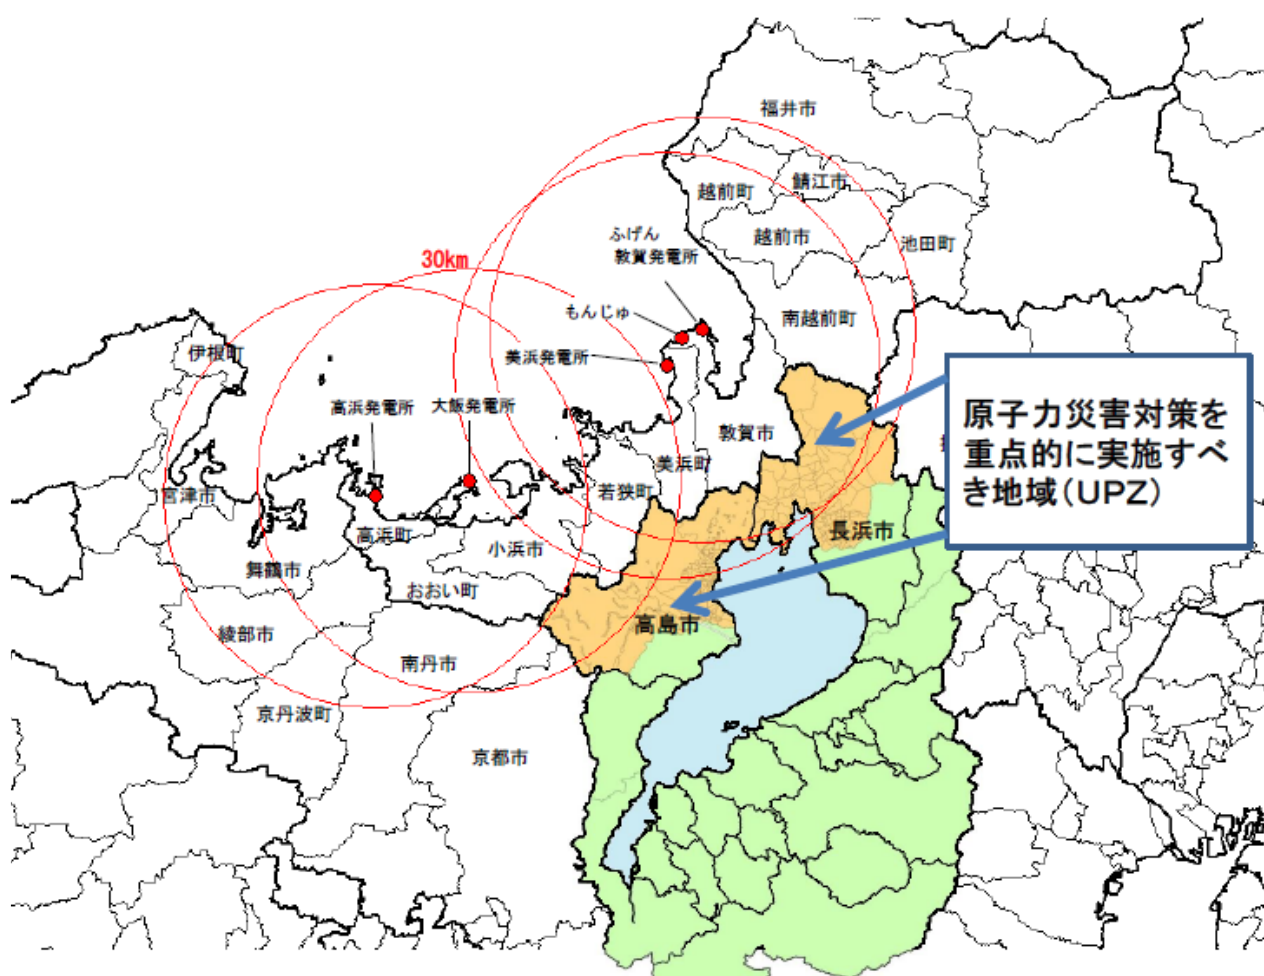 福井市
越前町
鯖江市
越前市
池田町
ふげん
敦賀発電所
30km
もんじゅ
南越前町
伊根町
美浜発電所
高浜発電所
大飯発電所
原子力災害対策を
重点的に実施すべ
き地域(UPZ)
敦賀市
美浜町
若狭町
宮津市
高浜町
小浜市
長浜市
舞鶴市
おおい町
綾部市
高島市
南丹市
京丹波町
京都市